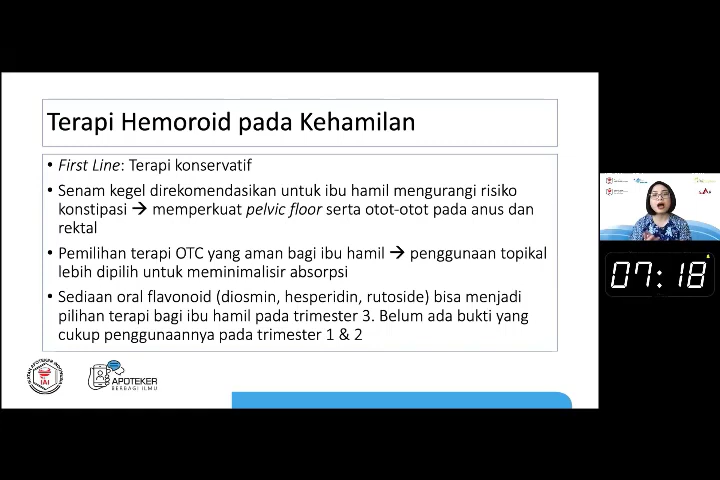 Terapi Hemoroid pada Kehamilan
• First Line: Terapi konservatif
• Senam kegel direkomendasikan untuk ibu hamil mengurangi risiko
konstipasi → memperkuat pelvic floor serta otot-otot pada anus dan
rektal
• Pemilihan terapi OTC yang aman bagi ibu hamil → penggunaan topikal
lebih dipilih untuk meminimalisir absorpsi
• Sediaan oral flavonoid (diosmin, hesperidin, rutoside) bisa menjadi
pilihan terapi bagi ibu hamil pada trimester 3. Belum ada bukti yang
cukup penggunaannya pada trimester 1 & 2
07:18
IAI
APOTEKER
BERBAGI ILMU